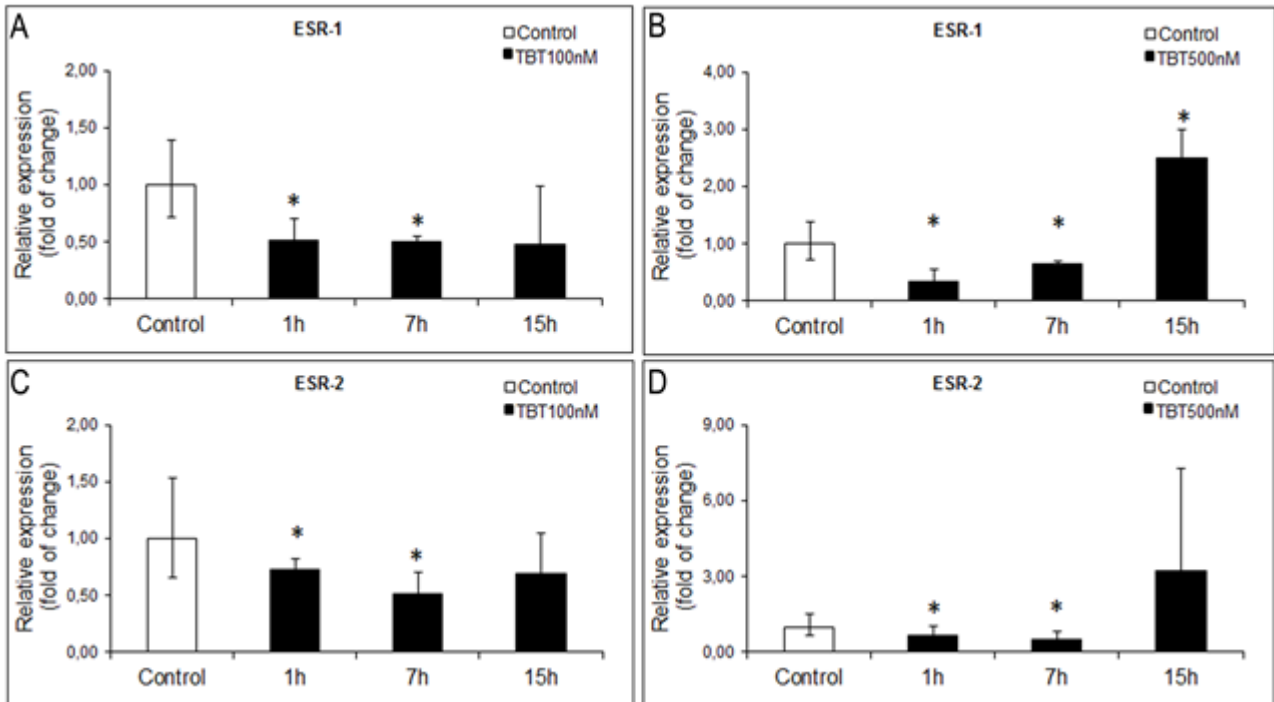 A
ESR-1
Control
TBT100nM
Relative expression
(fold of change)
2,00
1,50
1,00
0,50
0,00
*
*
Control 1h 7h 15h
B
ESR-1
Control
TBT500nM
Relative expression
(fold of change)
4,00
3,00
2,00
1,00
0,00
*
*
*
Control 1h 7h 15h
C
ESR-2
Control
TBT100nM
Relative expression
(fold of change)
2,00
1,50
1,00
0,50
0,00
*
*
Control 1h 7h 15h
D
ESR-2
Control
TBT500nM
Relative expression
(fold of change)
9,00
6,00
3,00
0,00
*
*
Control 1h 7h 15h